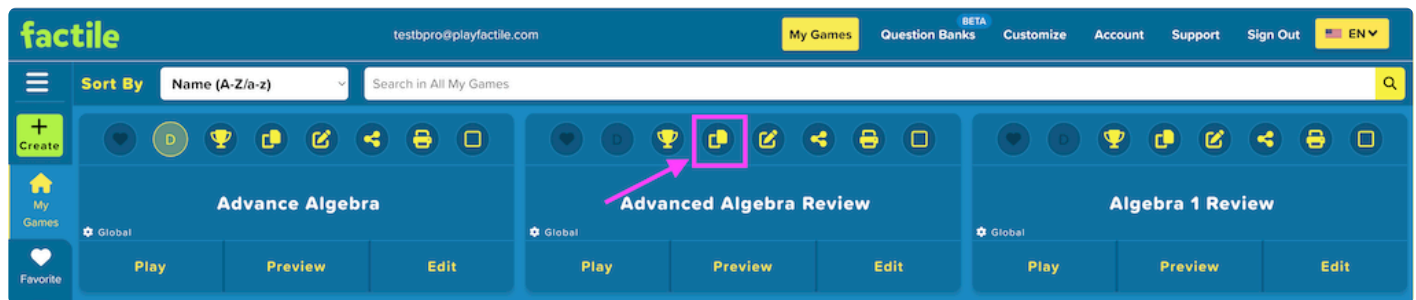 factile
testbpro@playfactile.com
My Games
Question Banks
BETA
Customize
Account
Support
Sign Out
EN
Sort By
Name (A-Z/a-z)
Search in All My Games
+
Create
My
Games
Favorite
D
Advance Algebra
Global
Play
Preview
Edit
D
Advanced Algebra Review
Global
Play
Preview
Edit
D
Algebra 1 Review
Global
Play
Preview
Edit